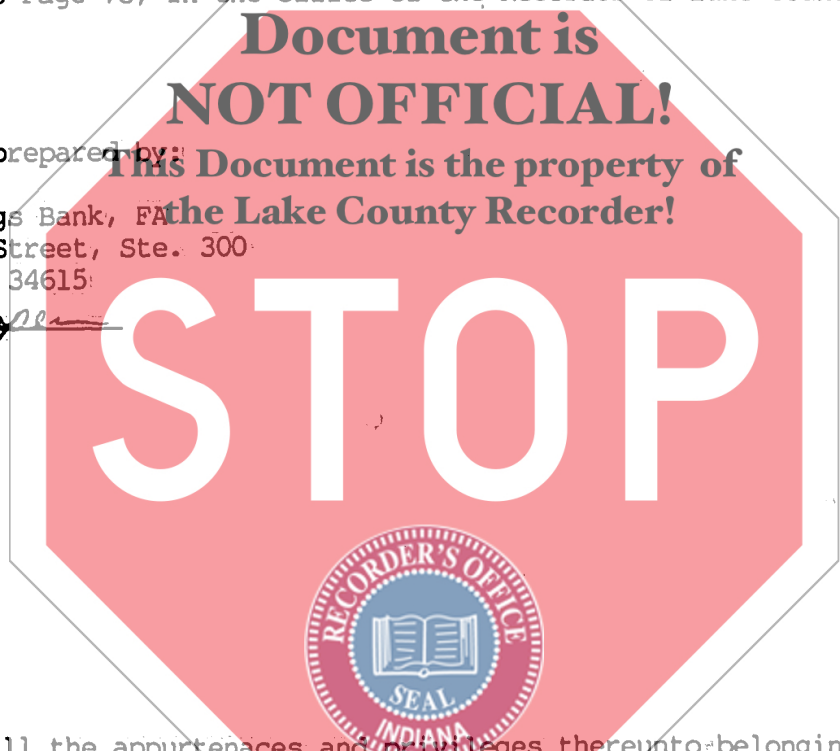 Page 78, in the Office of the Recorder of Lake
Document is
NOT OFFICIAL!
prepared by:
This Document is the property of
gs Bank, FA
the Lake County Recorder!
Street, Ste. 300
34615
STOP
RECORDER'S OFFICE
SEAL
INDIANA
ll the appurtenaces and privileges thereunto belongin